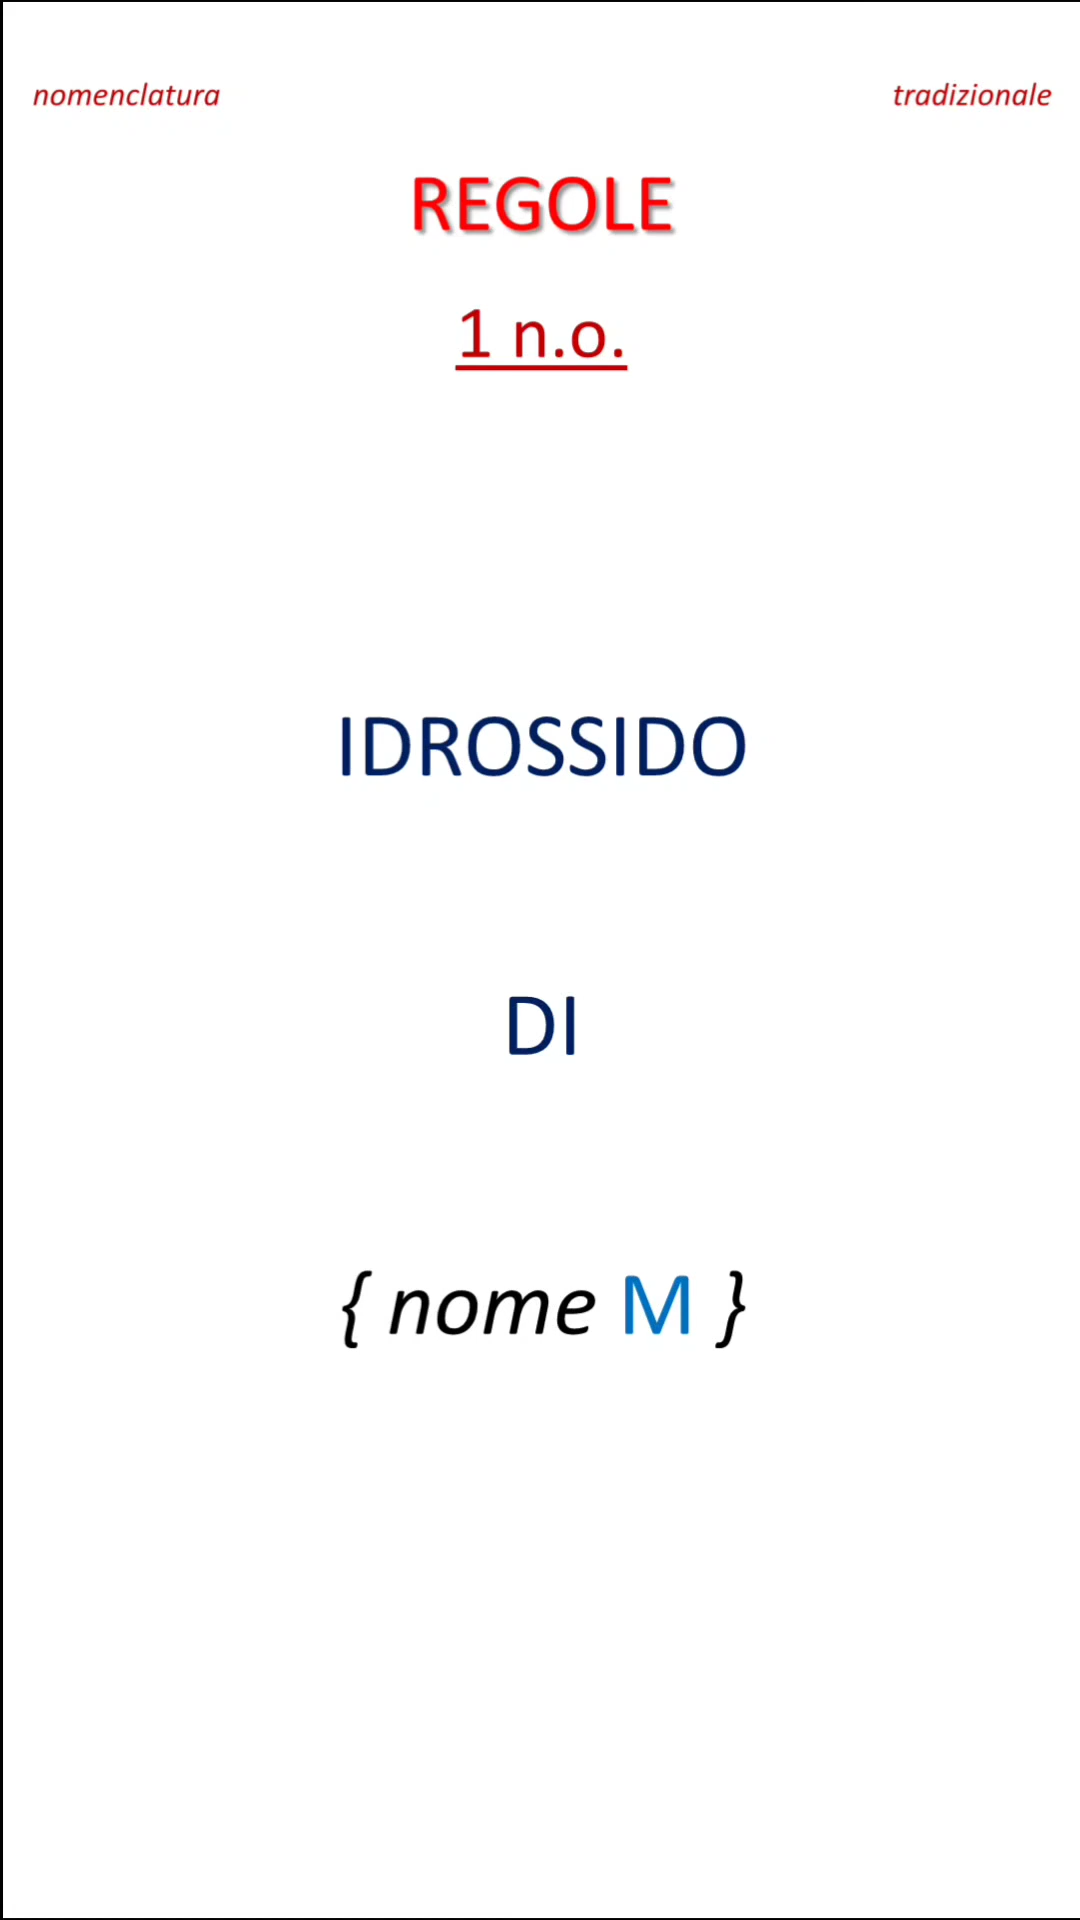 nomenclatura tradizionale
REGOLE
1 n.o.
IDROSSIDO
DI
{ nome M }